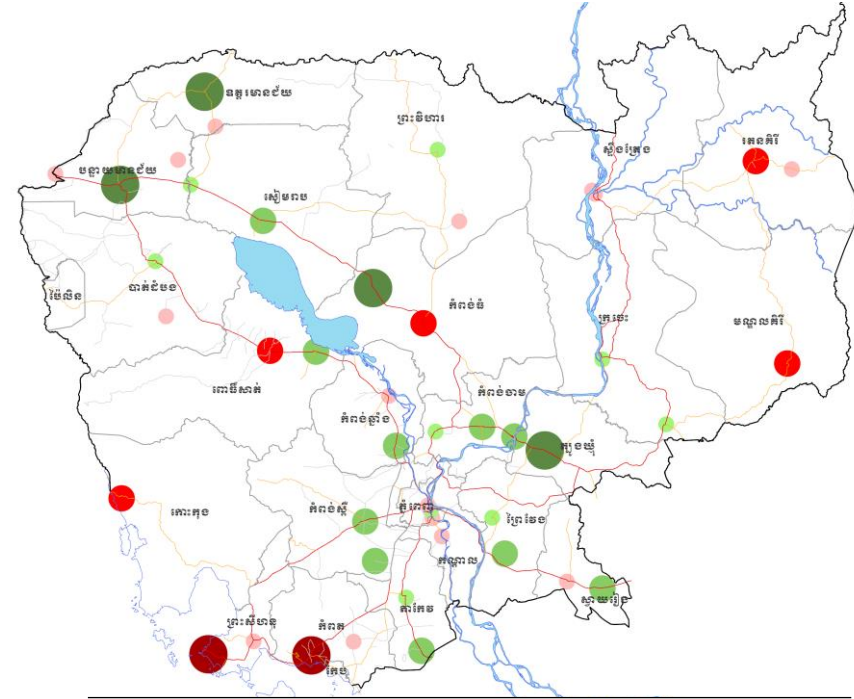 ឧត្តរមានជ័យ
ព្រះវិហារ
ស្ទឹងត្រែង
រតនគិរី
បន្ទាយមានជ័យ
សៀមរាប
ប៉ៃលិន
បាត់ដំបង
កំពង់ធំ
ក្រចេះ
មណ្ឌលគិរី
ពោធិ៍សាត់
កំពង់ចាម
កំពង់ឆ្នាំង
ត្បូងឃ្មុំ
កោះកុង
កំពង់ស្ពឺ
ភ្នំពេញ
ព្រៃវែង
កណ្តាល
តាកែវ
ស្វាយរៀង
ព្រះសីហនុ
កំពត
កែប